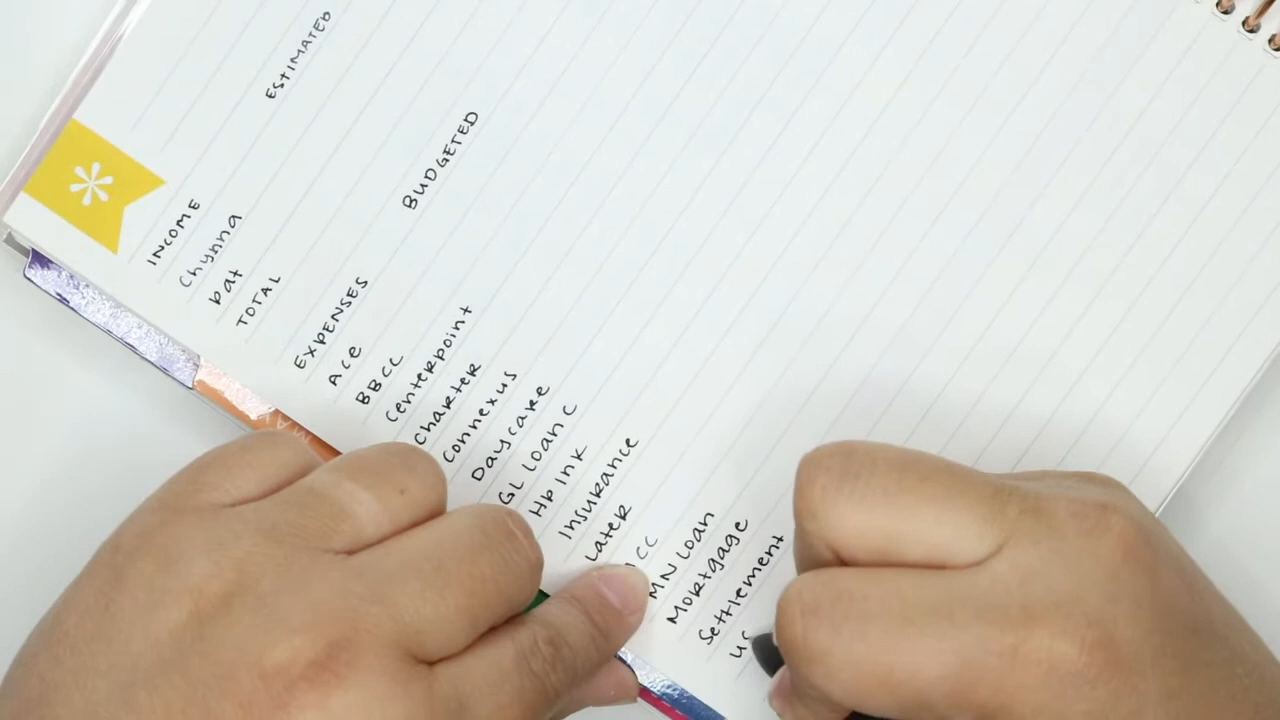 ESTIMATED
INCOME
Chynna
Pat
TOTAL
BUDGETED
EXPENSES
Ace
BBCC
Centerpoint
Charter
Connexus
Daycare
GL Loan C
HP Ink
Insurance
Later
CC
MN Loan
Mortgage
Settlement